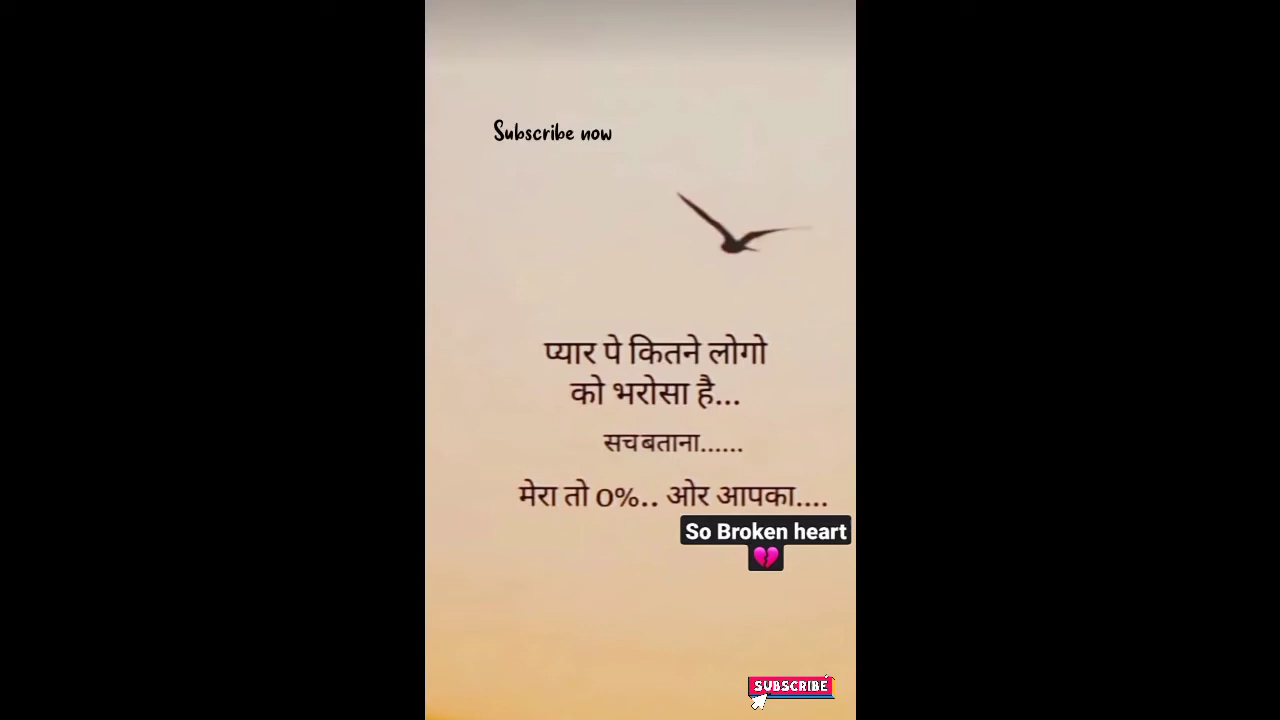 Subscribe now
प्यार पे कितने लोगो
को भरोसा है...
सच बताना......
मेरा तो 0%.. ओर आपका....
So Broken heart
💔
SUBSCRIBE